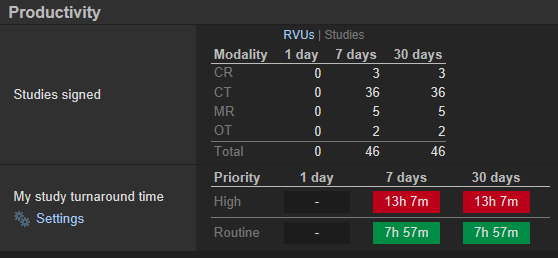 Productivity
RVUs | Studies
Modality 1 day 7 days 30 days
CR 0 3 3
CT 0 36 36
Studies signed
MR 0 5 5
OT 0 2 2
Total 0 46 46
Priority 1 day 7 days 30 days
My study turnaround time
High - 13h 7m 13h 7m
Settings
Routine - 7h 57m 7h 57m